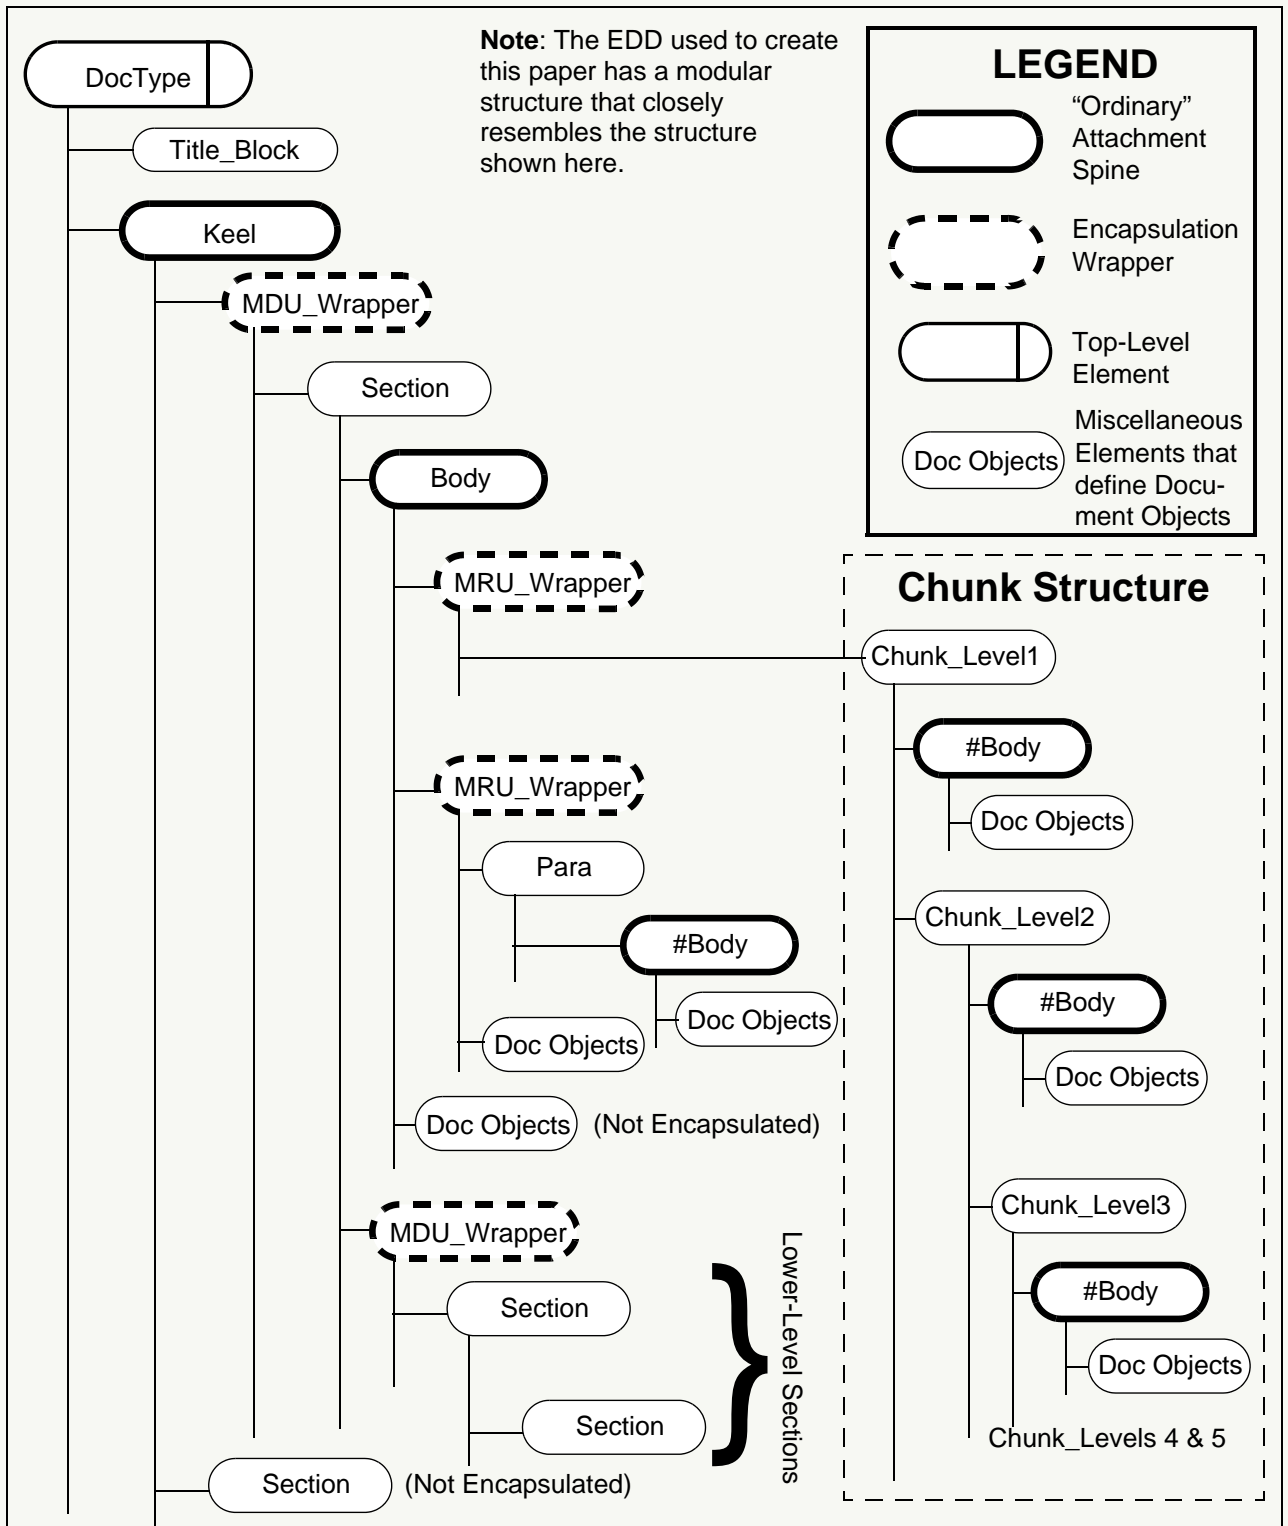 DocType
Title_Block
Keel
MDU_Wrapper
Section
Body
MRU_Wrapper
MRU_Wrapper
Para
#Body
Doc Objects
Doc Objects
Doc Objects (Not Encapsulated)
MDU_Wrapper
Section
Section
Lower-Level Sections
Section (Not Encapsulated)
Note: The EDD used to create
this paper has a modular
structure that closely
resembles the structure
shown here.
LEGEND
“Ordinary”
Attachment
Spine
Encapsulation
Wrapper
Top-Level
Element
Doc Objects
Miscellaneous
Elements that
define Docu-
ment Objects
Chunk Structure
Chunk_Level1
#Body
Doc Objects
Chunk_Level2
#Body
Doc Objects
Chunk_Level3
#Body
Doc Objects
Chunk_Levels 4 & 5